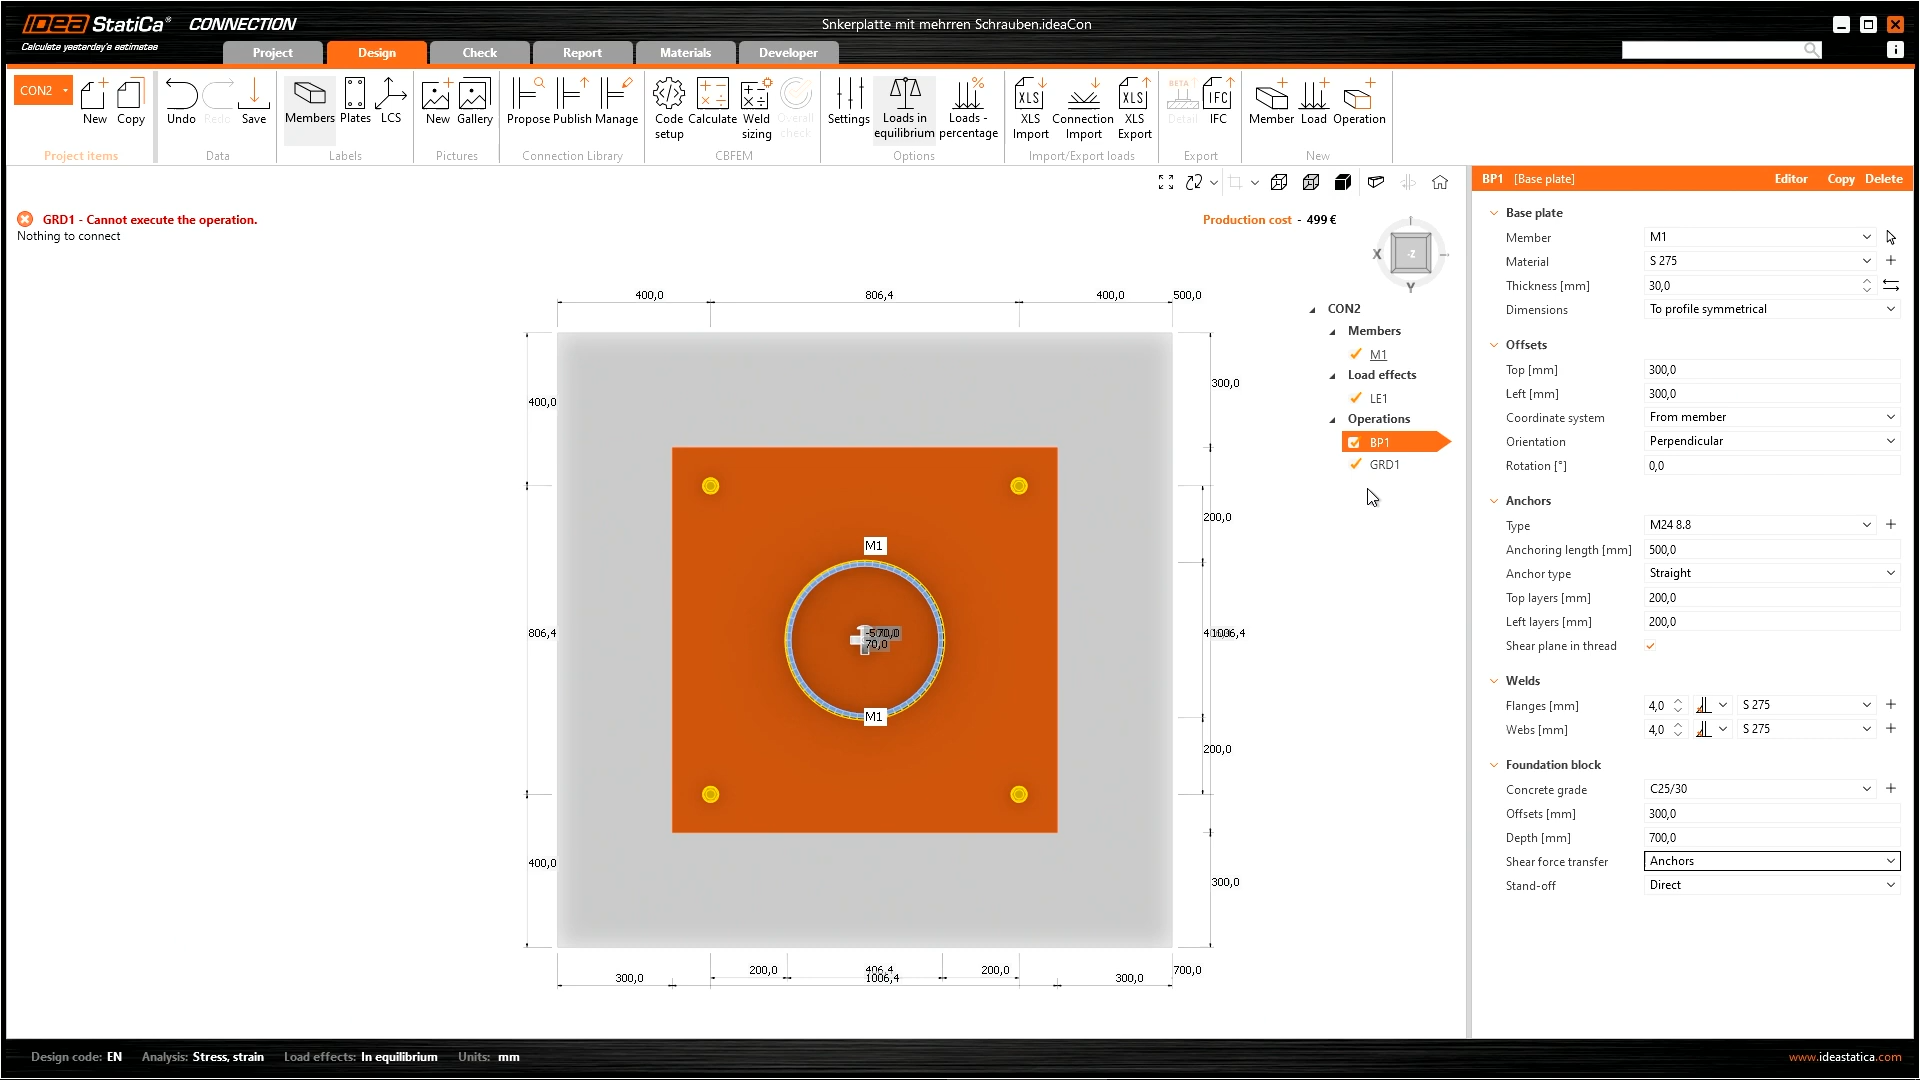 IDEA StatiCa® CONNECTION
Calculate yesterday's estimates
Snkerplatte mit mehrren Schrauben.ideaCon
Project Design Check Report Materials Developer
CON2 New Copy Undo Redo Save Members Plates LCS New Gallery Propose Publish Manage Code setup Calculate Weld sizing Overall check Settings Loads in equilibrium Loads - percentage XLS Import Connection Import XLS Export Detail IFC Member Load Operation
BETA
XLS XLS IFC
Project items Data Labels Pictures Connection Library CBFEM Options Import/Export loads Export New
GRD1 - Cannot execute the operation.
Nothing to connect
Production cost - 499 €
X -Z
Y
400,0 806,4 400,0 500,0
400,0
806,4
400,0
300,0
200,0
200,0
300,0
M1
70,0
M1
200,0 406,4 200,0 700,0
300,0 1006,4 300,0
CON2
Members
M1
Load effects
LE1
Operations
BP1
GRD1
BP1 [Base plate] Editor Copy Delete
Base plate
Member M1
Material S 275
Thickness [mm] 30,0
Dimensions To profile symmetrical
Offsets
Top [mm] 300,0
Left [mm] 300,0
Coordinate system From member
Orientation Perpendicular
Rotation [°] 0,0
Anchors
Type M24 8.8
Anchoring length [mm] 500,0
Anchor type Straight
Top layers [mm] 200,0
Left layers [mm] 200,0
Shear plane in thread
Welds
Flanges [mm] 4,0 S 275
Webs [mm] 4,0 S 275
Foundation block
Concrete grade C25/30
Offsets [mm] 300,0
Depth [mm] 700,0
Shear force transfer Anchors
Stand-off Direct
Design code: EN Analysis: Stress, strain Load effects: In equilibrium Units: mm
www.ideastatica.com